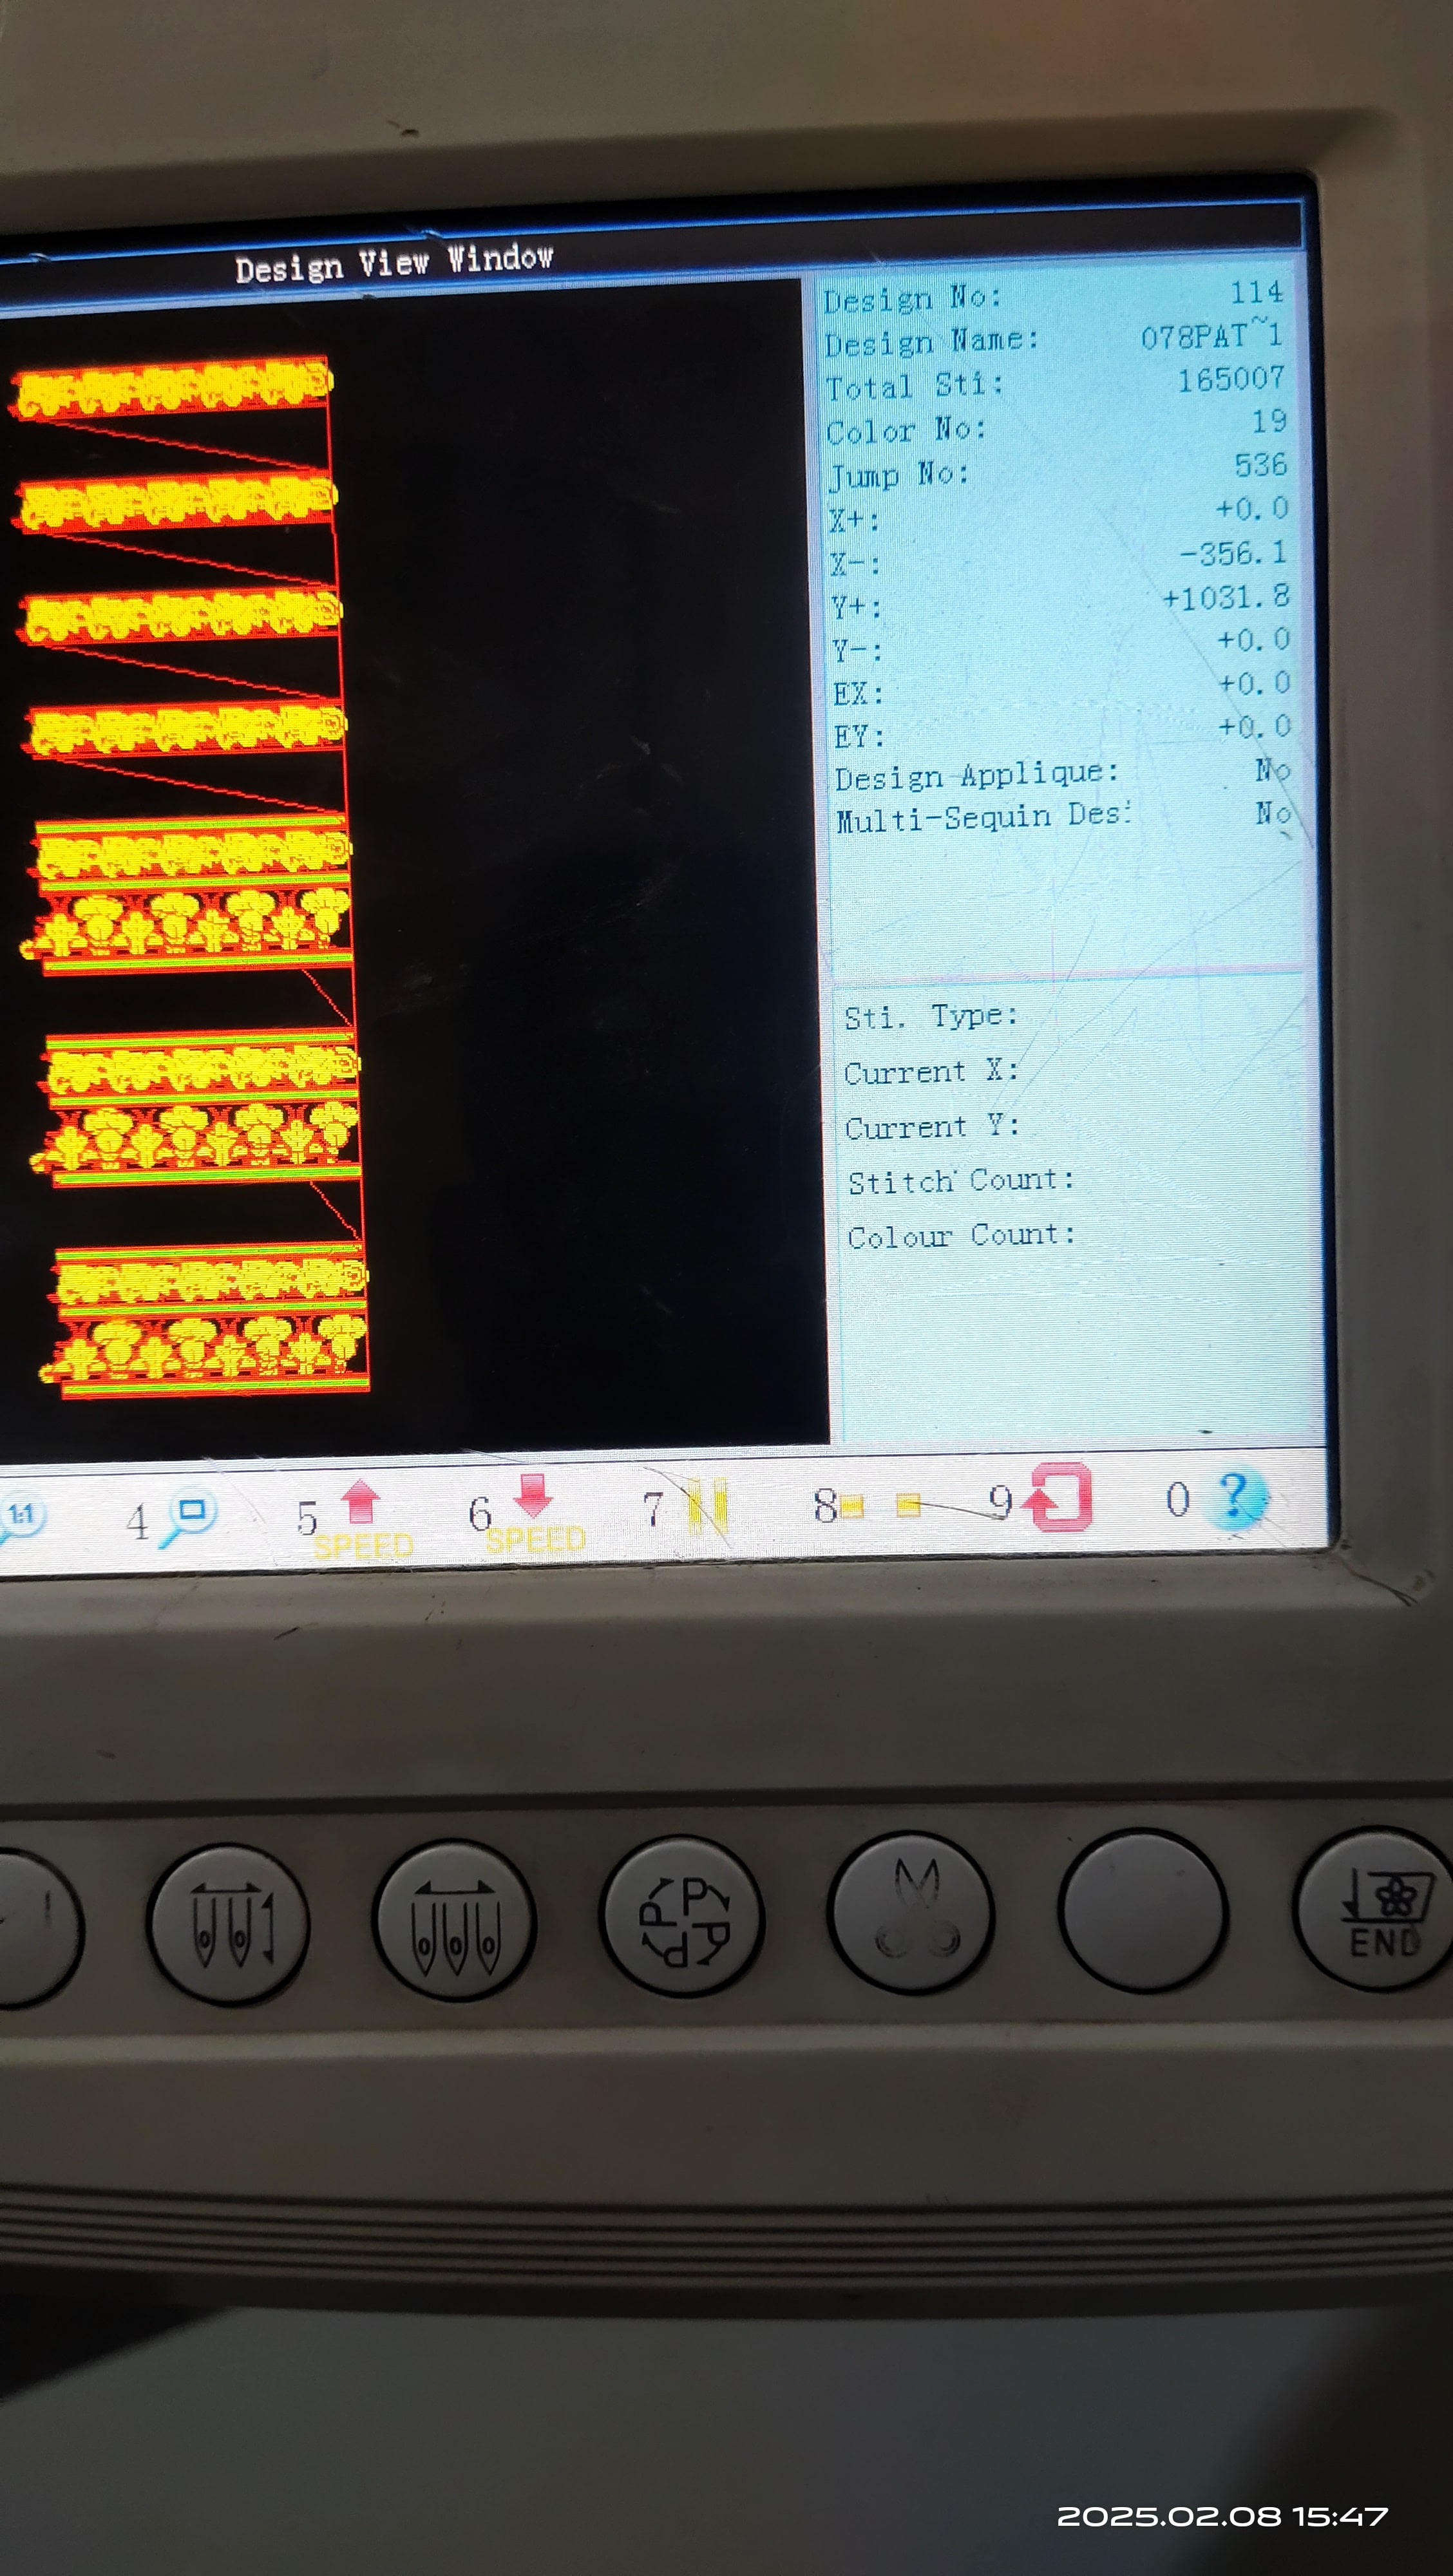 Design View Window
Design No: 114
Design Name: 078PAT~1
Total Sti: 165007
Color No: 19
Jump No: 536
X+: +0.0
X-: -356.1
Y+: +1031.8
Y-: +0.0
EX: +0.0
EY: +0.0
Design Applique: No
Multi-Sequin Des: No
Sti. Type:
Current X:
Current Y:
Stitch Count:
Colour Count:
1:1 4 5 SPEED 6 SPEED 7 8 9 0 ?
P P P P
END
2025.02.08 15:47